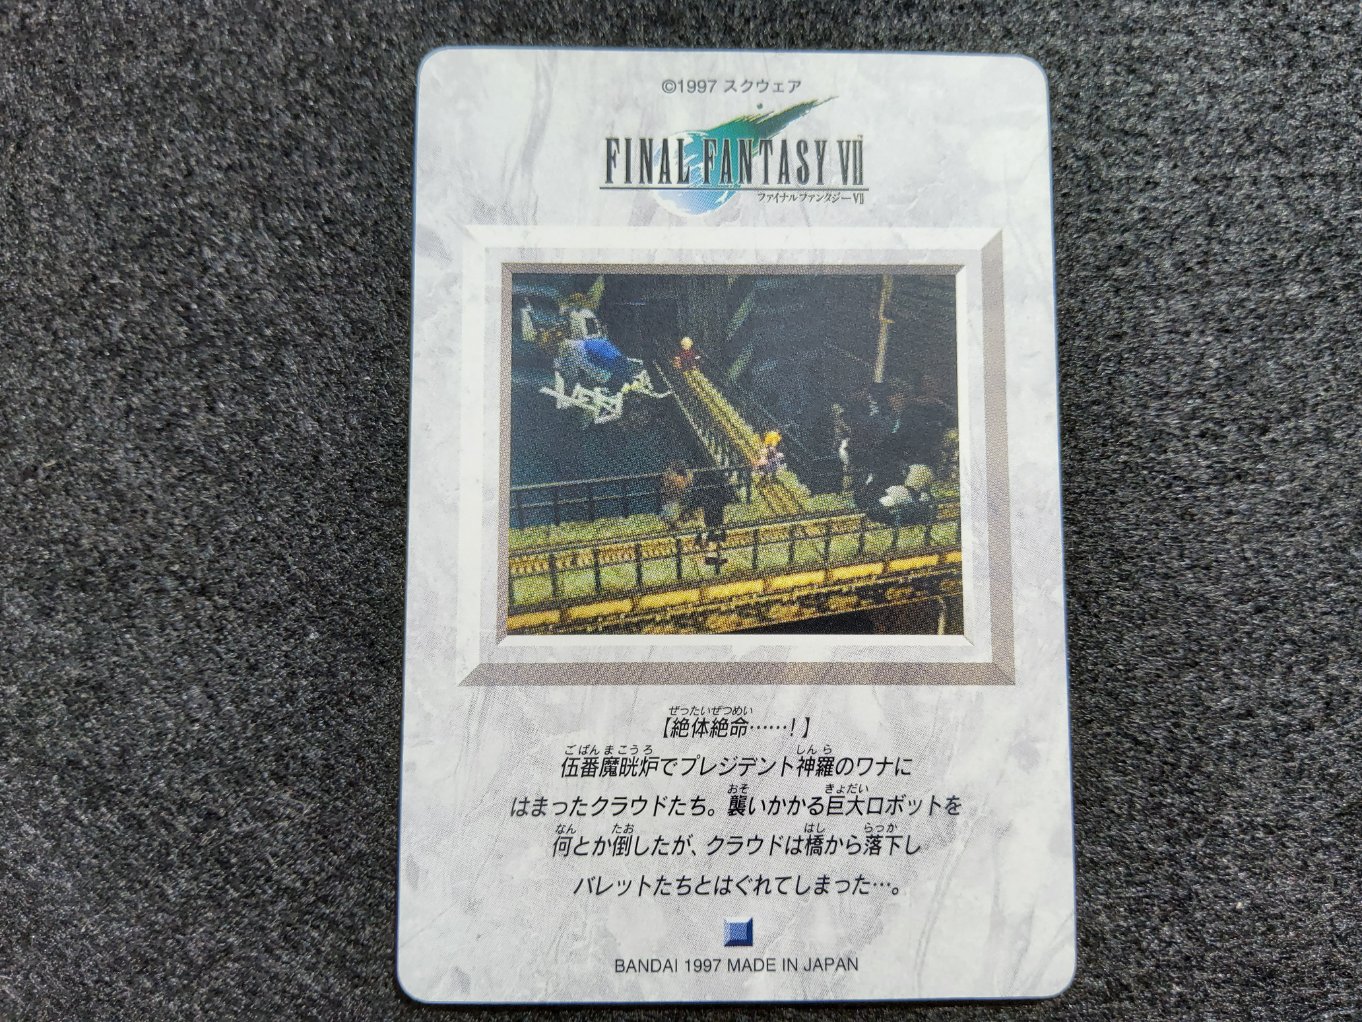 ©1997 スクウェア
FINAL FANTASY VII
ファイナルファンタジーVII
ぜったいぜつめい
【絶体絶命……！】
ごばんまこうろ しんら
伍番魔晄炉でプレジデント神羅のワナに
おそ きょだい
はまったクラウドたち。襲いかかる巨大ロボットを
なん たお はし らっか
何とか倒したが、クラウドは橋から落下し
バレットたちとはぐれてしまった…。
BANDAI 1997 MADE IN JAPAN